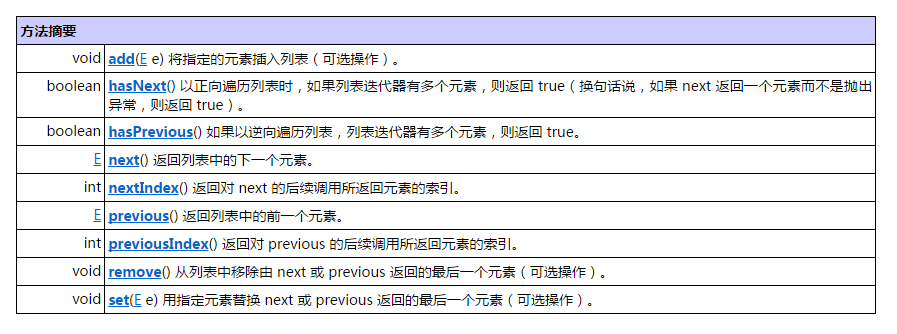 方法摘要
void add(E e) 将指定的元素插入列表（可选操作）。
boolean hasNext() 以正向遍历列表时，如果列表迭代器有多个元素，则返回 true（换句话说，如果 next 返回一个元素而不是抛出
异常，则返回 true）。
boolean hasPrevious() 如果以逆向遍历列表，列表迭代器有多个元素，则返回 true。
E next() 返回列表中的下一个元素。
int nextIndex() 返回对 next 的后续调用所返回元素的索引。
E previous() 返回列表中的前一个元素。
int previousIndex() 返回对 previous 的后续调用所返回元素的索引。
void remove() 从列表中移除由 next 或 previous 返回的最后一个元素（可选操作）。
void set(E e) 用指定元素替换 next 或 previous 返回的最后一个元素（可选操作）。